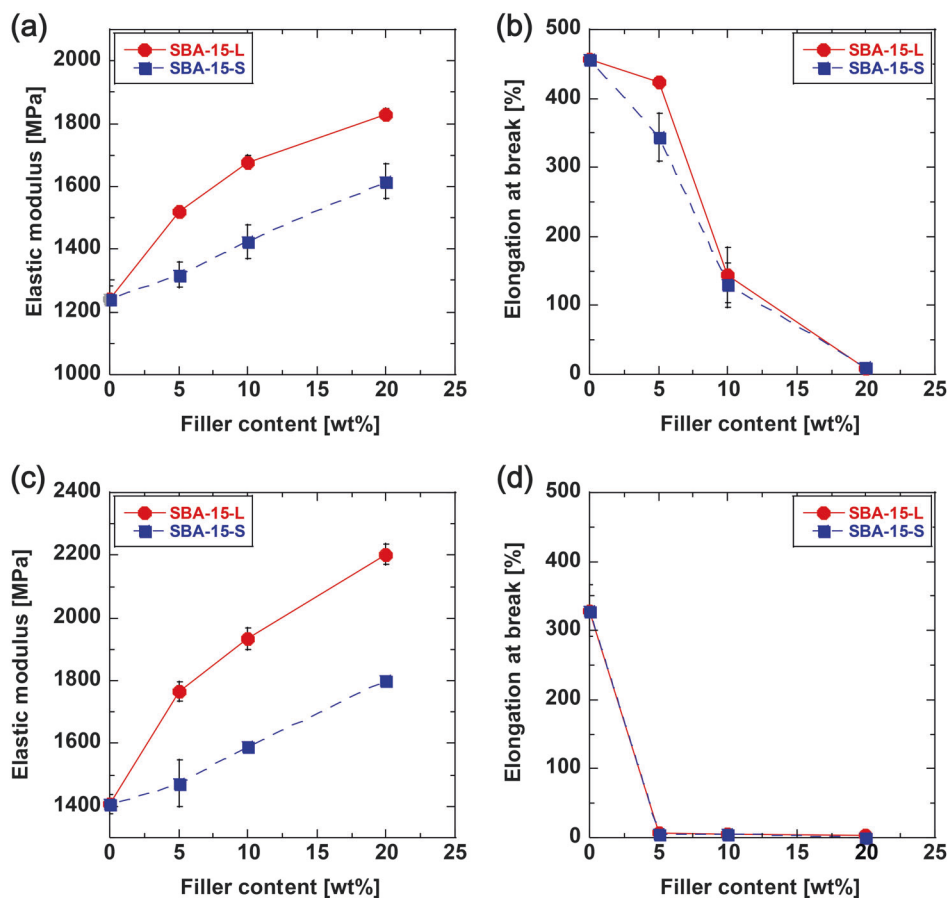 (a)
SBA-15-L
SBA-15-S
Elastic modulus [MPa]
2000
1800
1600
1400
1200
1000
0 5 10 15 20 25
Filler content [wt%]
(b)
SBA-15-L
SBA-15-S
Elongation at break [%]
500
400
300
200
100
0
0 5 10 15 20 25
Filler content [wt%]
(c)
SBA-15-L
SBA-15-S
Elastic modulus [MPa]
2400
2200
2000
1800
1600
1400
0 5 10 15 20 25
Filler content [wt%]
(d)
SBA-15-L
SBA-15-S
Elongation at break [%]
500
400
300
200
100
0
0 5 10 15 20 25
Filler content [wt%]